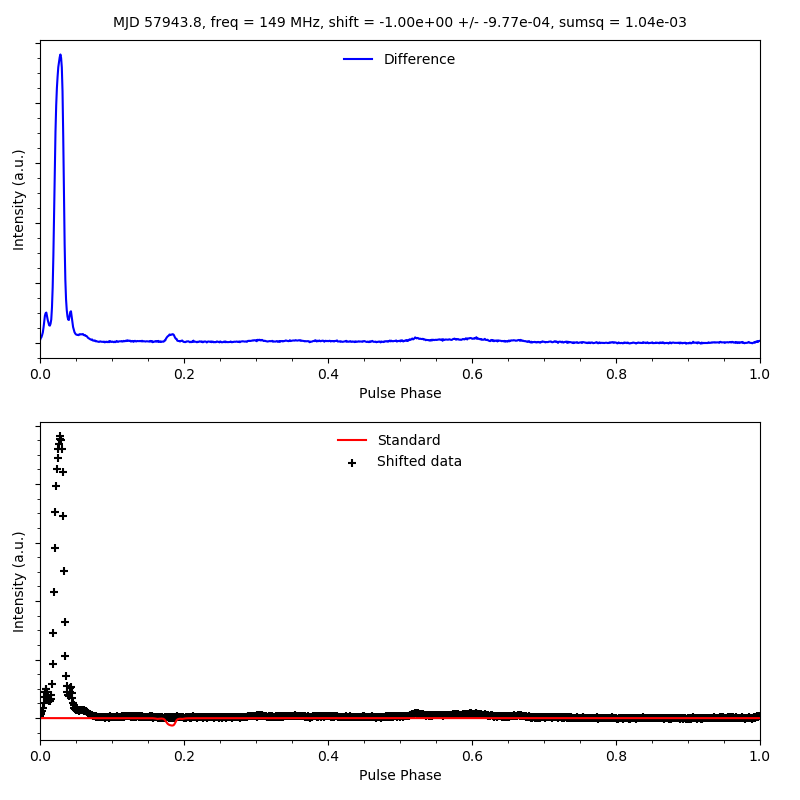 MJD 57943.8, freq = 149 MHz, shift = -1.00e+00 +/- -9.77e-04, sumsq = 1.04e-03
Difference
Intensity (a.u.)
0.0 0.2 0.4 0.6 0.8 1.0
Pulse Phase
Standard
Shifted data
Intensity (a.u.)
0.0 0.2 0.4 0.6 0.8 1.0
Pulse Phase